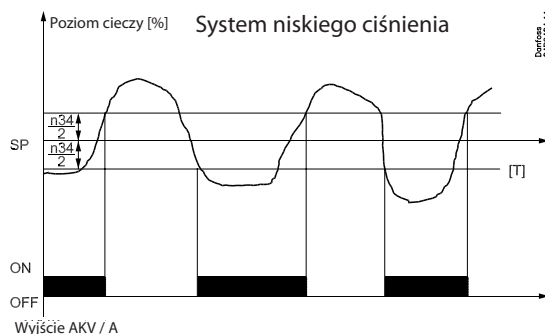 Poziom cieczy [%]
System niskiego ciśnienia
Danfoss
n34
2
SP
n34
2
[T]
ON
OFF
Wyjście AKV / A